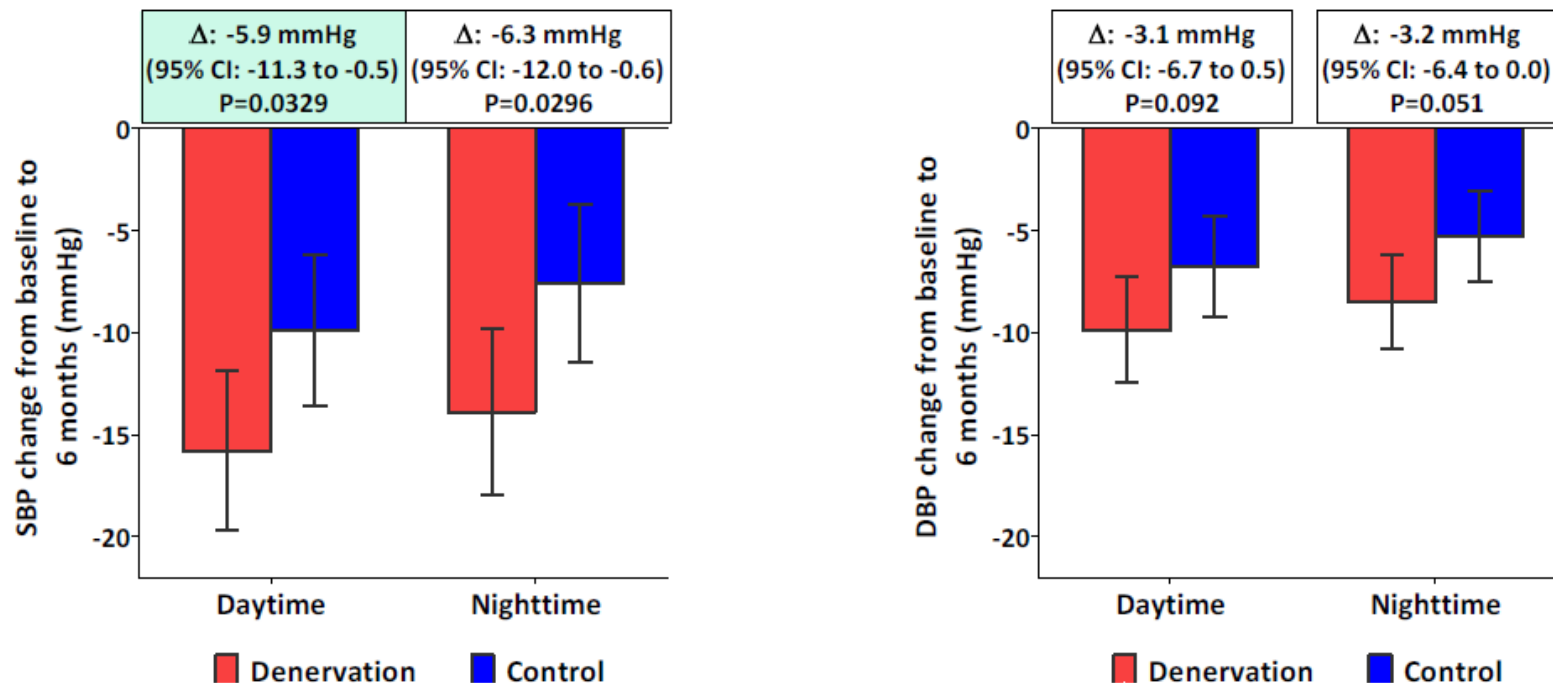 Δ: -5.9 mmHg
(95% CI: -11.3 to -0.5)
P=0.0329
Δ: -6.3 mmHg
(95% CI: -12.0 to -0.6)
P=0.0296
SBP change from baseline to
6 months (mmHg)
0
-5
-10
-15
-20
Daytime
Nighttime
Denervation
Control
Δ: -3.1 mmHg
(95% CI: -6.7 to 0.5)
P=0.092
Δ: -3.2 mmHg
(95% CI: -6.4 to 0.0)
P=0.051
DBP change from baseline to
6 months (mmHg)
0
-5
-10
-15
-20
Daytime
Nighttime
Denervation
Control